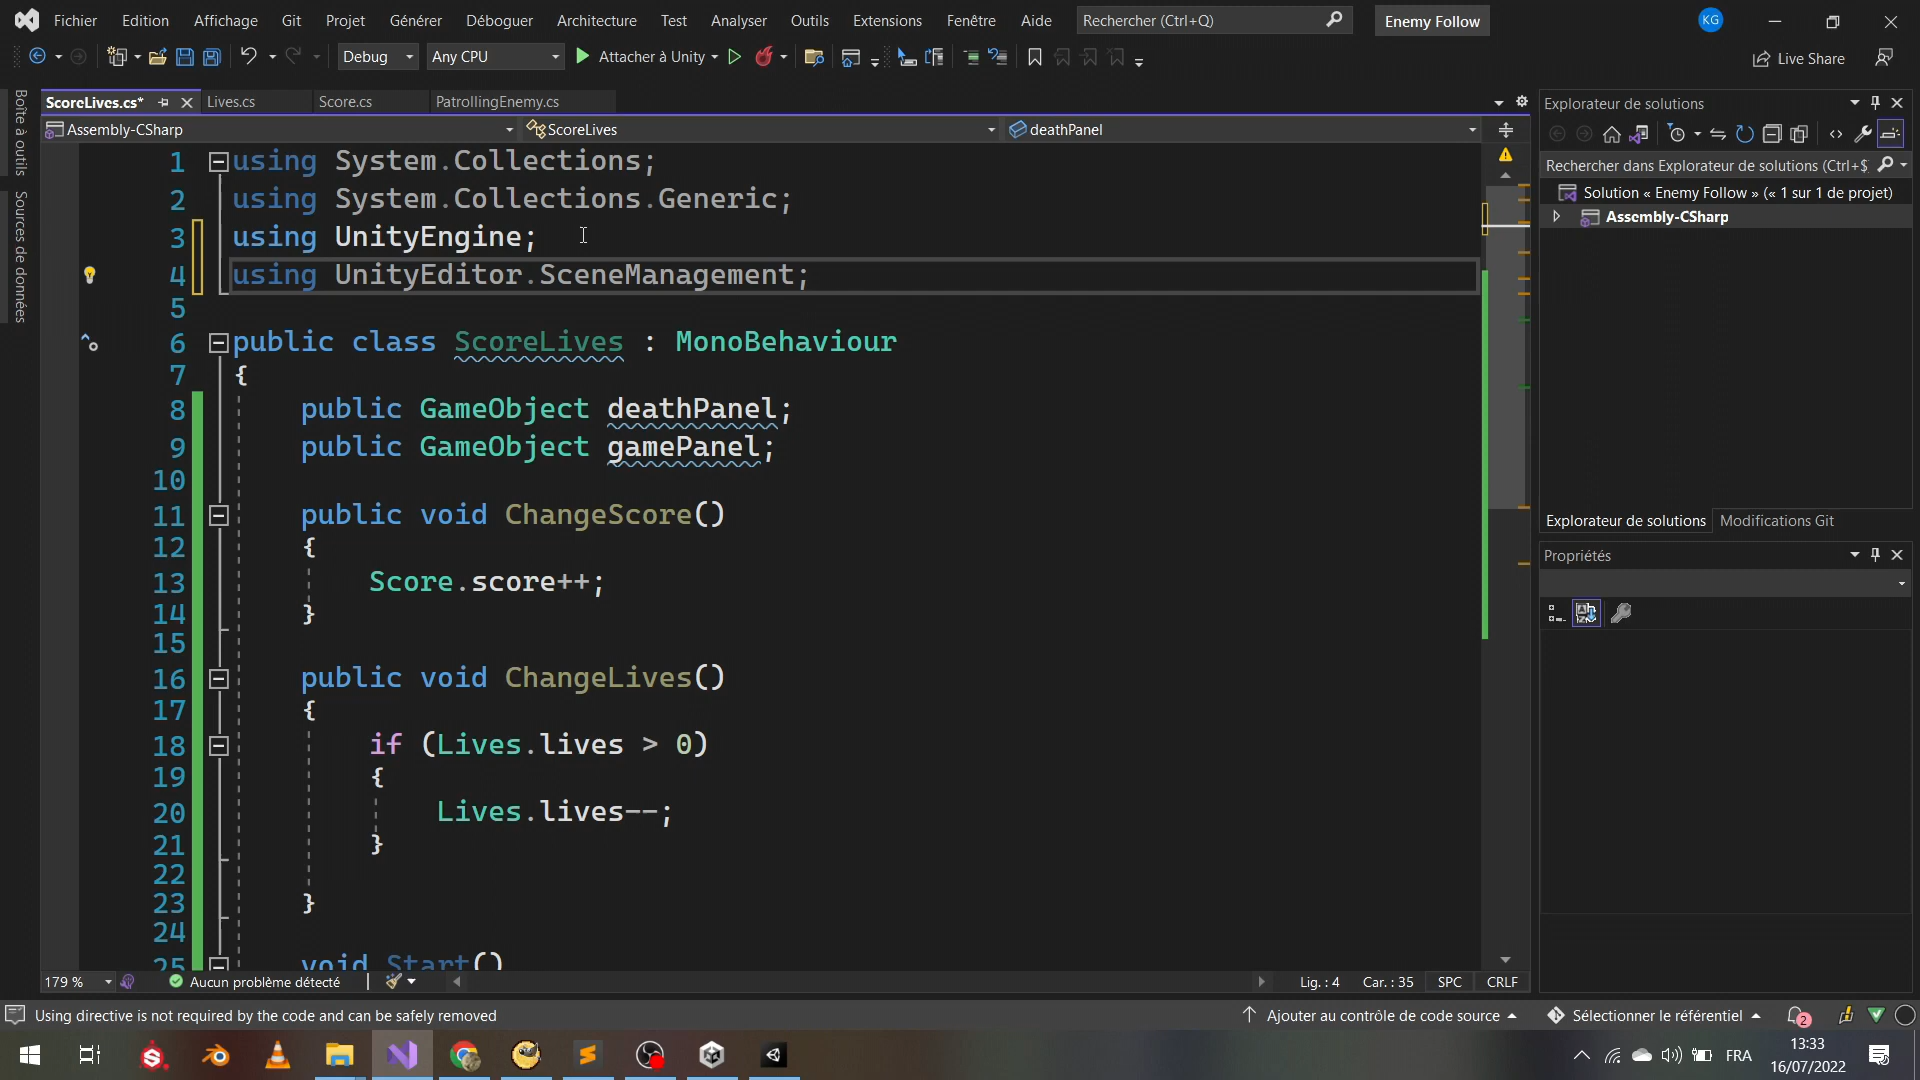 Fichier Edition Affichage Git Projet Générer Déboguer Architecture Test Analyser Outils Extensions Fenêtre Aide Rechercher (Ctrl+Q) Enemy Follow KG
Debug Any CPU Attacher à Unity Live Share
Boîte à outils
Sources de données
ScoreLives.cs* Lives.cs Score.cs PatrollingEnemy.cs
Assembly-CSharp ScoreLives deathPanel
1 using System.Collections;
2 using System.Collections.Generic;
3 using UnityEngine;
4 using UnityEditor.SceneManagement;
5
6 public class ScoreLives : MonoBehaviour
7 {
8 public GameObject deathPanel;
9 public GameObject gamePanel;
10
11 public void ChangeScore()
12 {
13 Score.score++;
14 }
15
16 public void ChangeLives()
17 {
18 if (Lives.lives > 0)
19 {
20 Lives.lives--;
21 }
22
23 }
24
25 void Start()
Explorateur de solutions
Rechercher dans Explorateur de solutions (Ctrl+$
Solution « Enemy Follow » (« 1 sur 1 de projet)
Assembly-CSharp
Explorateur de solutions Modifications Git
Propriétés
179 % Aucun problème détecté Lig. : 4 Car. : 35 SPC CRLF
Using directive is not required by the code and can be safely removed Ajouter au contrôle de code source Sélectionner le référentiel 2
FRA 13:33
16/07/2022